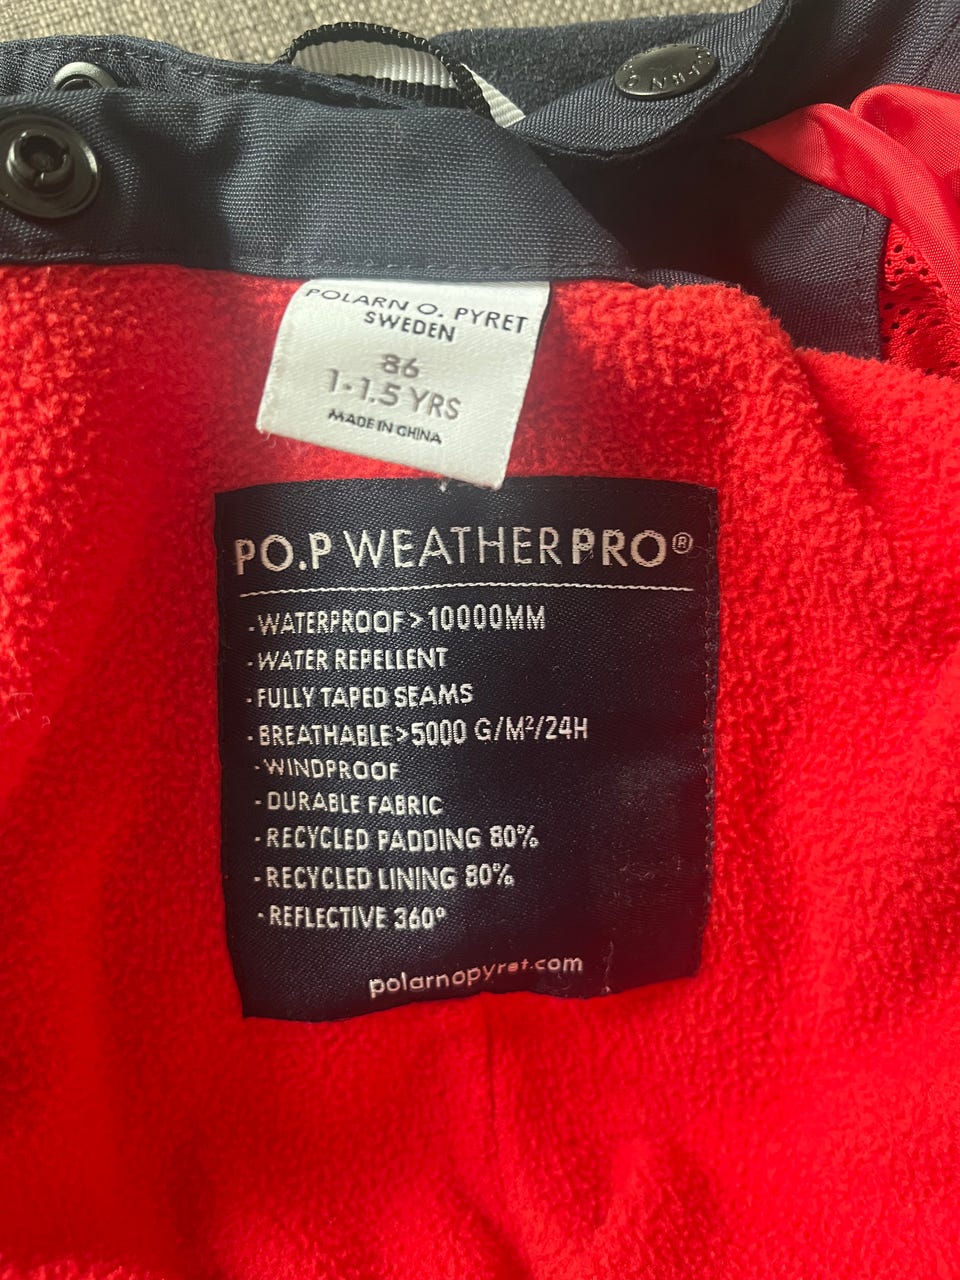 POLARN O. PYRET
SWEDEN
86
1-1.5 YRS
MADE IN CHINA
PO.P WEATHERPRO®
-WATERPROOF>10000MM
-WATER REPELLENT
-FULLY TAPED SEAMS
-BREATHABLE>5000 G/M²/24H
-WINDPROOF
-DURABLE FABRIC
-RECYCLED PADDING 80%
-RECYCLED LINING 80%
-REFLECTIVE 360°
polarnopyret.com